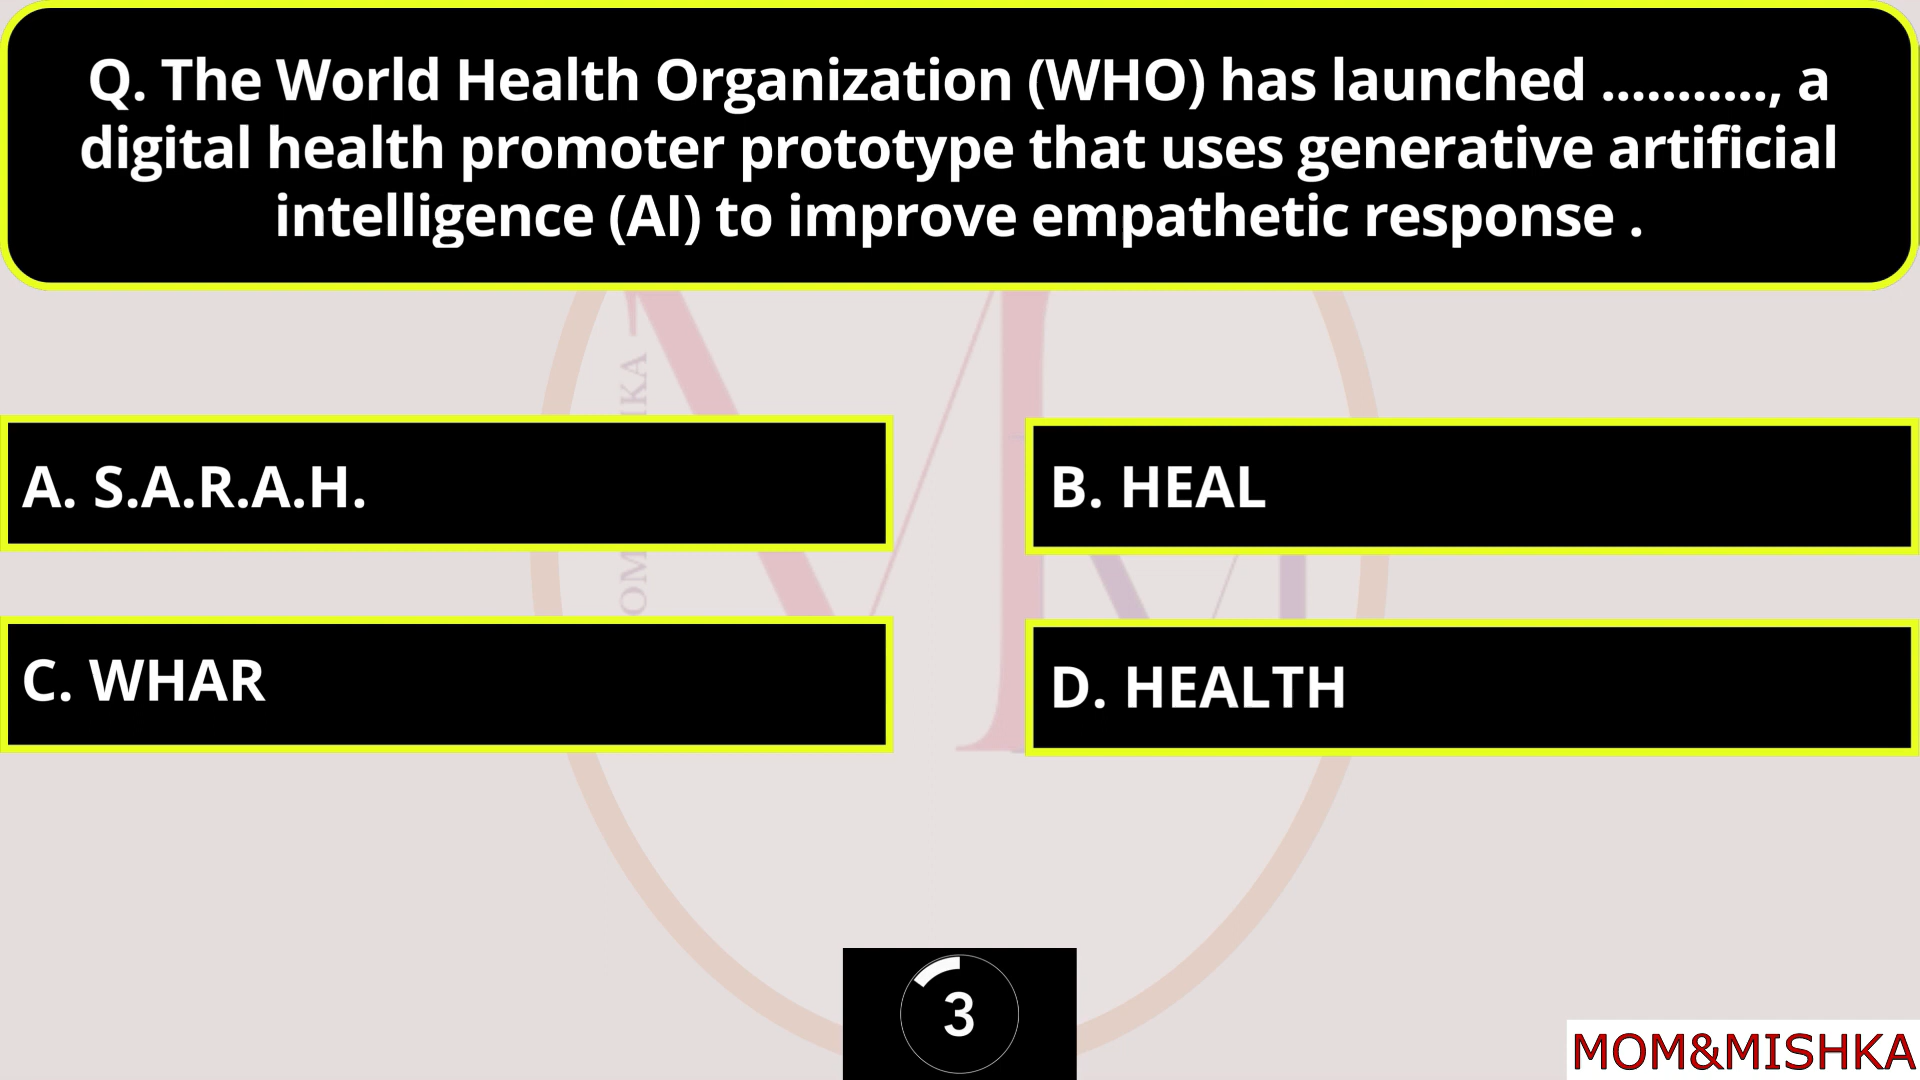 Q. The World Health Organization (WHO) has launched ..........., a
digital health promoter prototype that uses generative artificial
intelligence (AI) to improve empathetic response .
A. S.A.R.A.H.
B. HEAL
C. WHAR
D. HEALTH
3
MOM&MISHKA